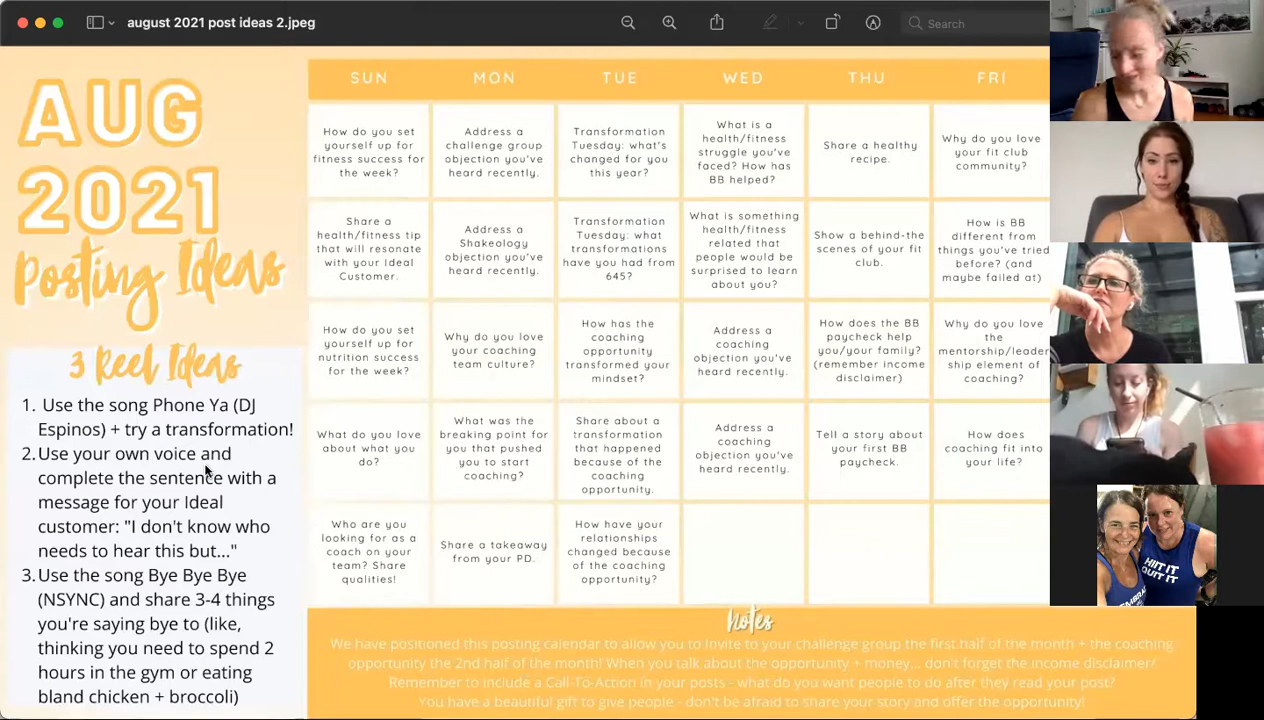 august 2021 post ideas 2.jpeg
Search
AUG
2021
Posting Ideas
3 Reel Ideas
1. Use the song Phone Ya (DJ
Espinos) + try a transformation!
2. Use your own voice and
complete the sentence with a
message for your Ideal
customer: "I don't know who
needs to hear this but..."
3. Use the song Bye Bye Bye
(NSYNC) and share 3-4 things
you're saying bye to (like,
thinking you need to spend 2
hours in the gym or eating
bland chicken + broccoli)
SUN
MON
TUE
WED
THU
FRI
How do you set
yourself up for
fitness success for
the week?
Address a
challenge group
objection you've
heard recently.
Transformation
Tuesday: what's
changed for you
this year?
What is a
health/fitness
struggle you've
faced? How has
BB helped?
Share a healthy
recipe.
Why do you love
your fit club
community?
Share a
health/fitness tip
that will resonate
with your Ideal
Customer.
Address a
Shakeology
objection you've
heard recently.
Transformation
Tuesday: what
transformations
have you had from
645?
What is something
health/fitness
related that
people would be
surprised to learn
about you?
Show a behind-the
scenes of your fit
club.
How is BB
different from
things you've tried
before? (and
maybe failed at)
How do you set
yourself up for
nutrition success
for the week?
Why do you love
your coaching
team culture?
How has the
coaching
opportunity
transformed your
mindset?
Address a
coaching
objection you've
heard recently.
How does the BB
paycheck help
you/your family?
(remember income
disclaimer)
Why do you love
the
mentorship/leader
ship element of
coaching?
What do you love
about what you
do?
What was the
breaking point for
you that pushed
you to start
coaching?
Share about a
transformation
that happened
because of the
coaching
opportunity.
Address a
coaching
objection you've
heard recently.
Tell a story about
your first BB
paycheck.
How does
coaching fit into
your life?
Who are you
looking for as a
coach on your
team? Share
qualities!
Share a takeaway
from your PD.
How have your
relationships
changed because
of the coaching
opportunity?
Notes
We have positioned this posting calendar to allow you to invite to your challenge group the first half of the month + the coaching
opportunity the 2nd half of the month! When you talk about the opportunity + money... don't forget the income disclaimer/
Remember to include a Call-To-Action in your posts - what do you want people to do after they read your post?
You have a beautiful gift to give people - don't be afraid to share your story and offer the opportunity!
HIIT IT
QUIT IT